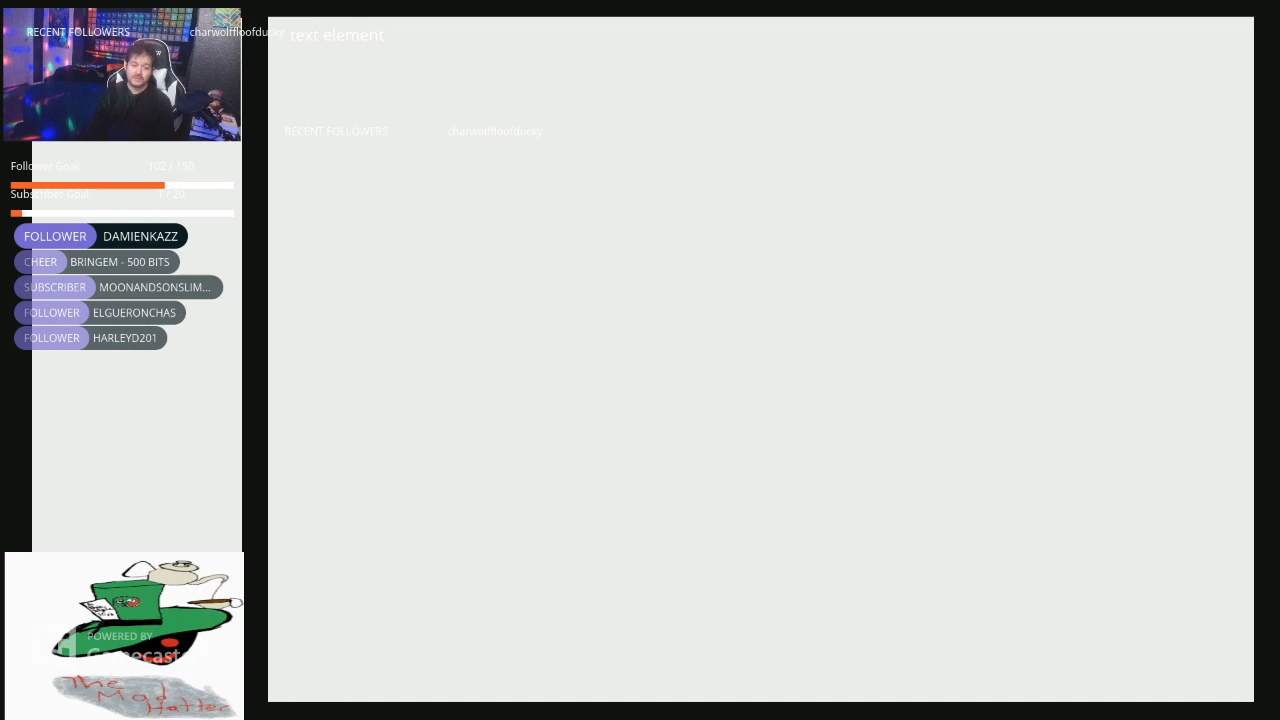 RECENT FOLLOWERS charwolffloofducky
text element
RECENT FOLLOWERS charwolffloofducky
Follower Goal: 102 / 150
Subscriber Goal: 1 / 20
FOLLOWER DAMIENKAZZ
CHEER BRINGEM - 500 BITS
SUBSCRIBER MOONANDSONSLIM...
FOLLOWER ELGUERONCHAS
FOLLOWER HARLEYD201
POWERED BY
Gamecaster
The Mad Hatter